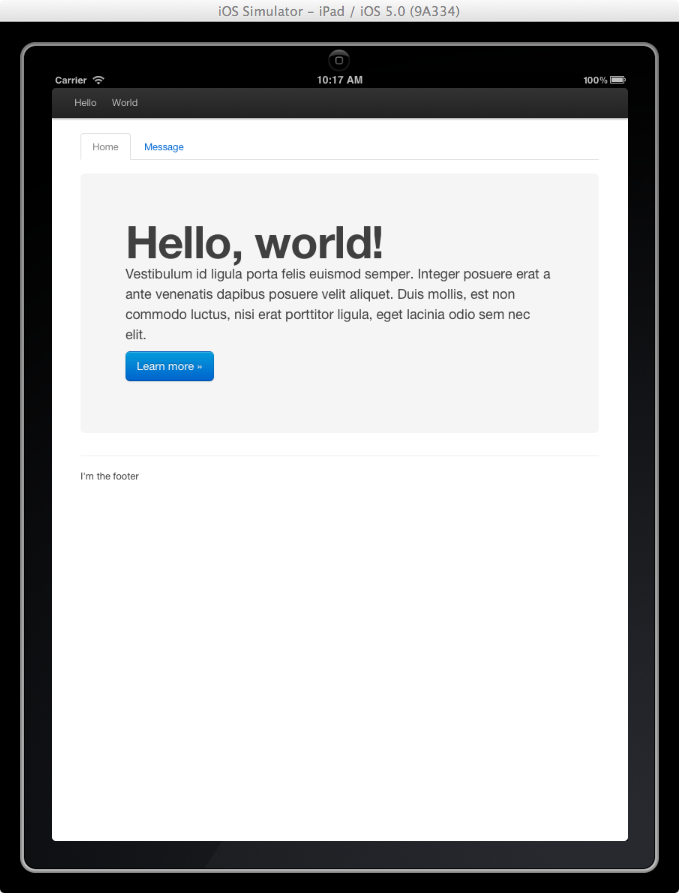 iOS Simulator – iPad / iOS 5.0 (9A334)
Carrier 10:17 AM 100%
Hello World
Home Message
Hello, world!
Vestibulum id ligula porta felis euismod semper. Integer posuere erat a
ante venenatis dapibus posuere velit aliquet. Duis mollis, est non
commodo luctus, nisi erat porttitor ligula, eget lacinia odio sem nec
elit.
Learn more »
I'm the footer